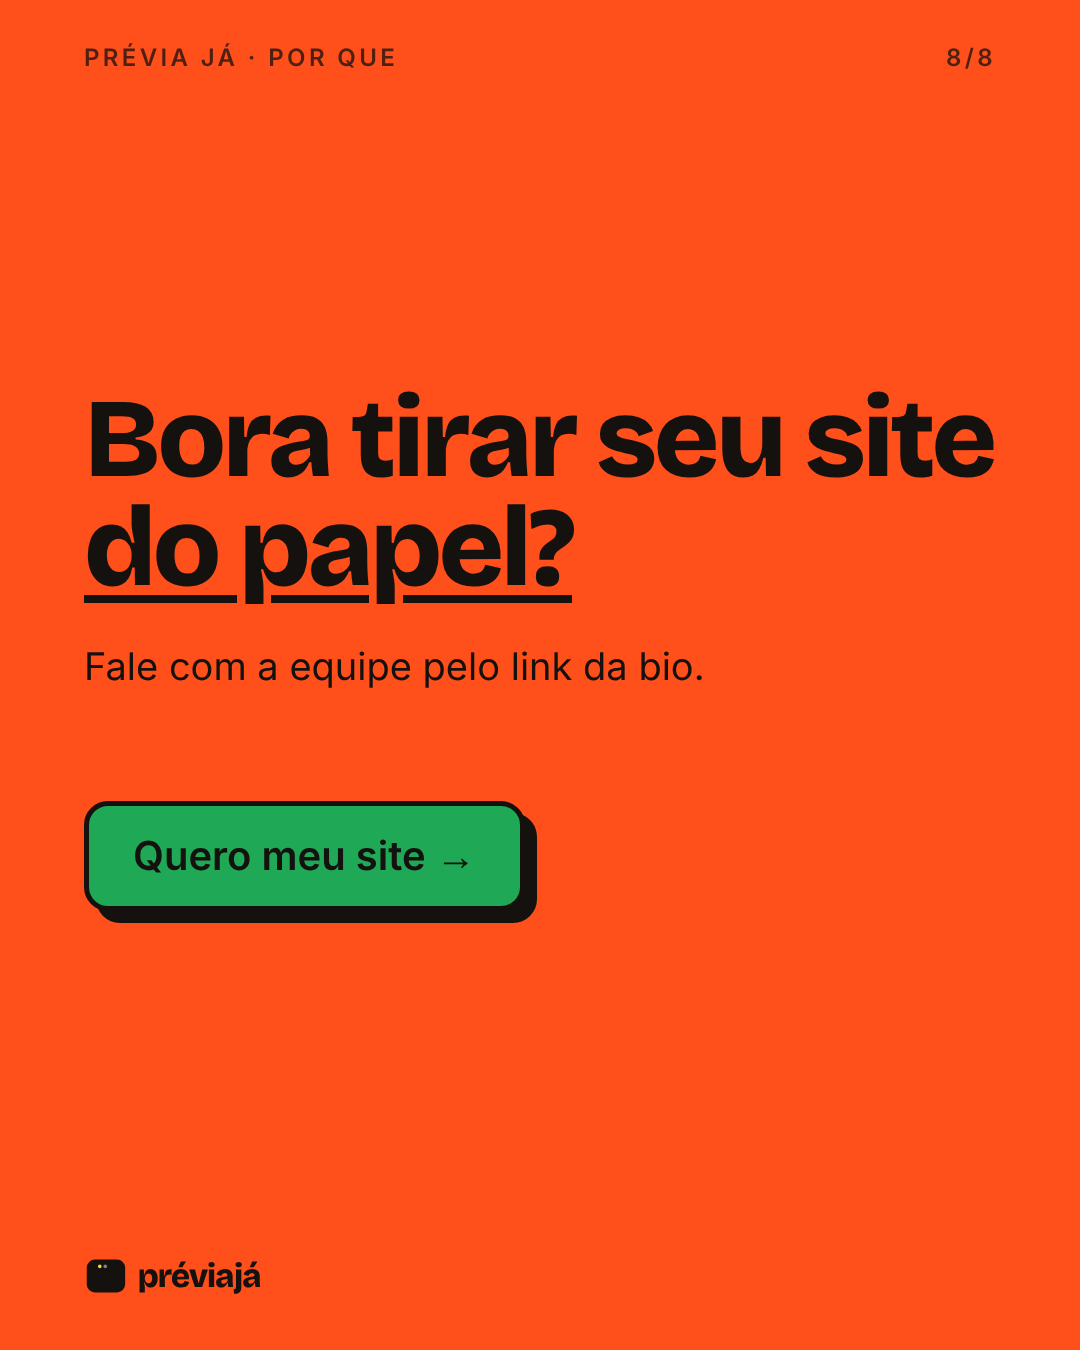 PRÉVIA JÁ · POR QUE
8/8
Bora tirar seu site
do papel?
Fale com a equipe pelo link da bio.
Quero meu site →
préviajá